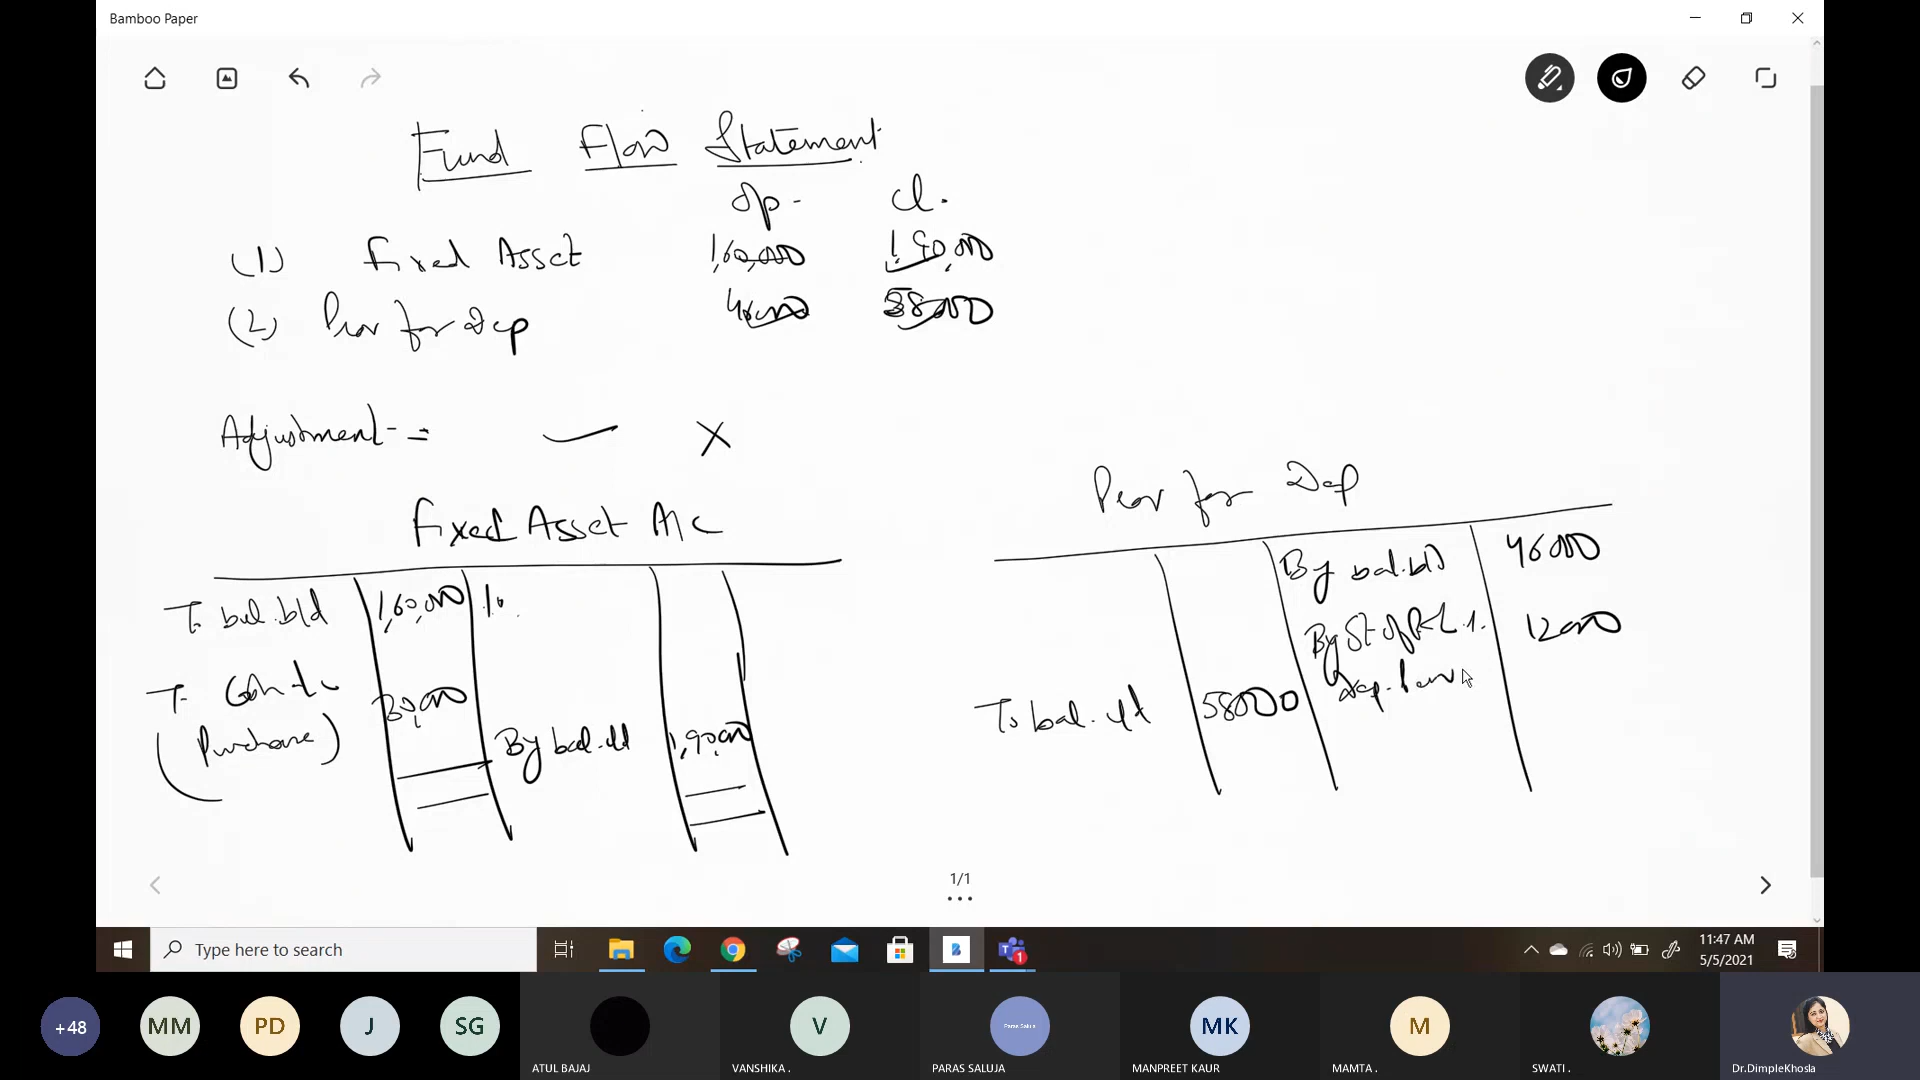 Bamboo Paper
Fund Flow Statement
Op. Cl.
(1) Fixed Asset 1,60,000 1,90,000
(2) Prov for Dep 46000 58000
Adjustment = X
Fixed Asset A/c
To bal. b/d 1,60,000
To Cash A/c 30,000
(Purchase)
By bal. c/d 1,90,000
Prov for Dep
By bal. b/d 46000
By St of P&L
Dep. 12000
To bal. c/d 58000
1/1
Type here to search
11:47 AM
5/5/2021
1
+48
MM
PD
J
SG
V
Paras Saluja
MK
M
ATUL BAJAJ
VANSHIKA .
PARAS SALUJA
MANPREET KAUR
MAMTA .
SWATI .
Dr.DimpleKhosla